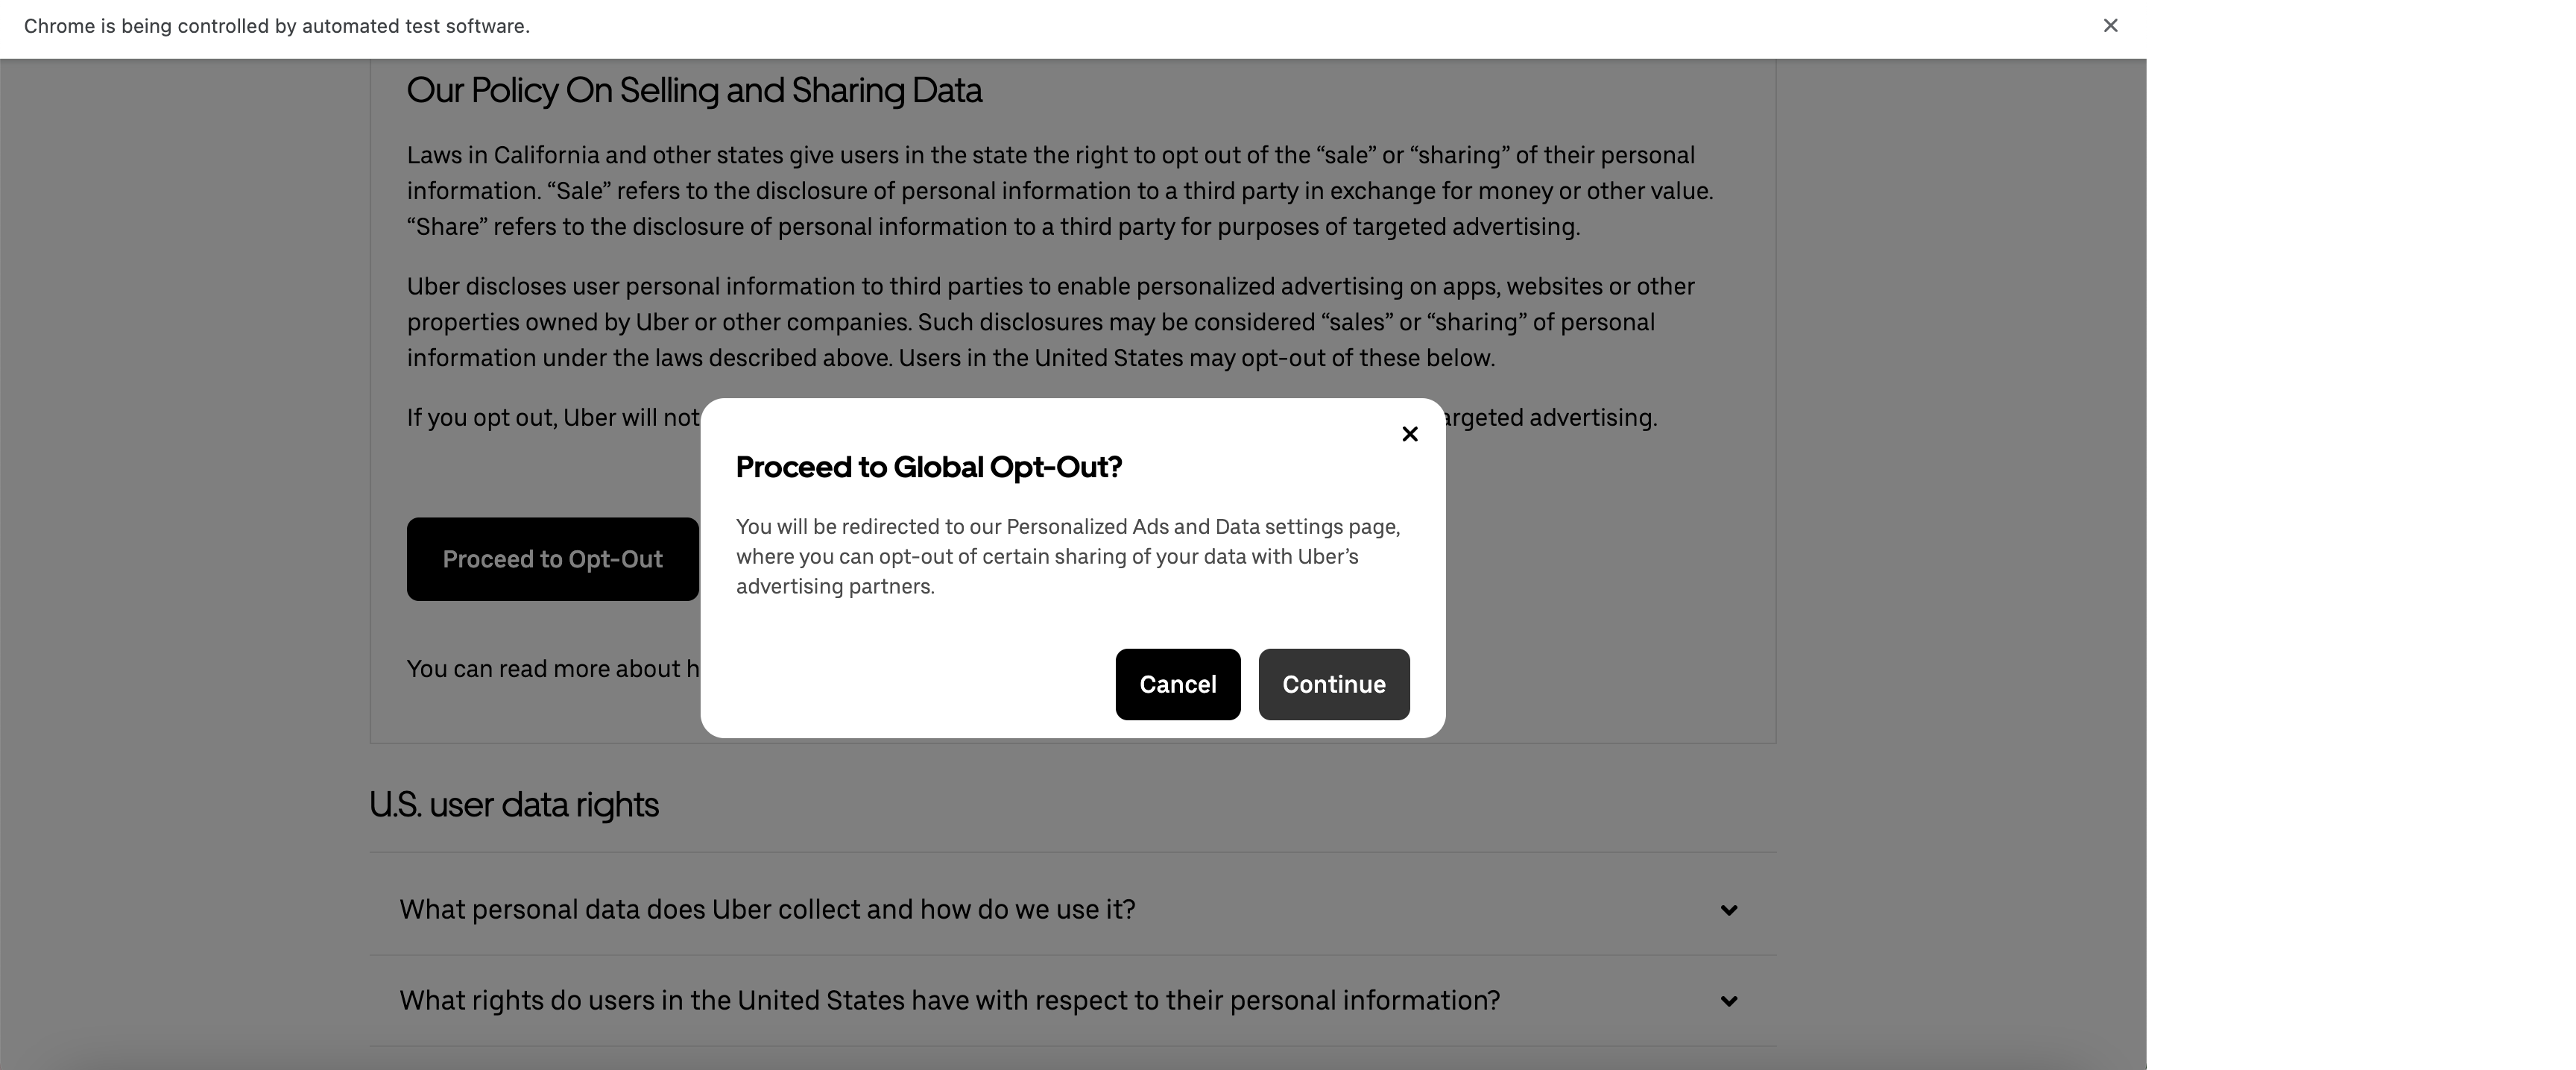 Chrome is being controlled by automated test software.
Our Policy On Selling and Sharing Data
Laws in California and other states give users in the state the right to opt out of the “sale” or “sharing” of their personal
information. “Sale” refers to the disclosure of personal information to a third party in exchange for money or other value.
“Share” refers to the disclosure of personal information to a third party for purposes of targeted advertising.
Uber discloses user personal information to third parties to enable personalized advertising on apps, websites or other
properties owned by Uber or other companies. Such disclosures may be considered “sales” or “sharing” of personal
information under the laws described above. Users in the United States may opt-out of these below.
If you opt out, Uber will not
argeted advertising.
Proceed to Global Opt-Out?
You will be redirected to our Personalized Ads and Data settings page,
where you can opt-out of certain sharing of your data with Uber’s
advertising partners.
Cancel
Continue
Proceed to Opt-Out
You can read more about h
U.S. user data rights
What personal data does Uber collect and how do we use it?
What rights do users in the United States have with respect to their personal information?